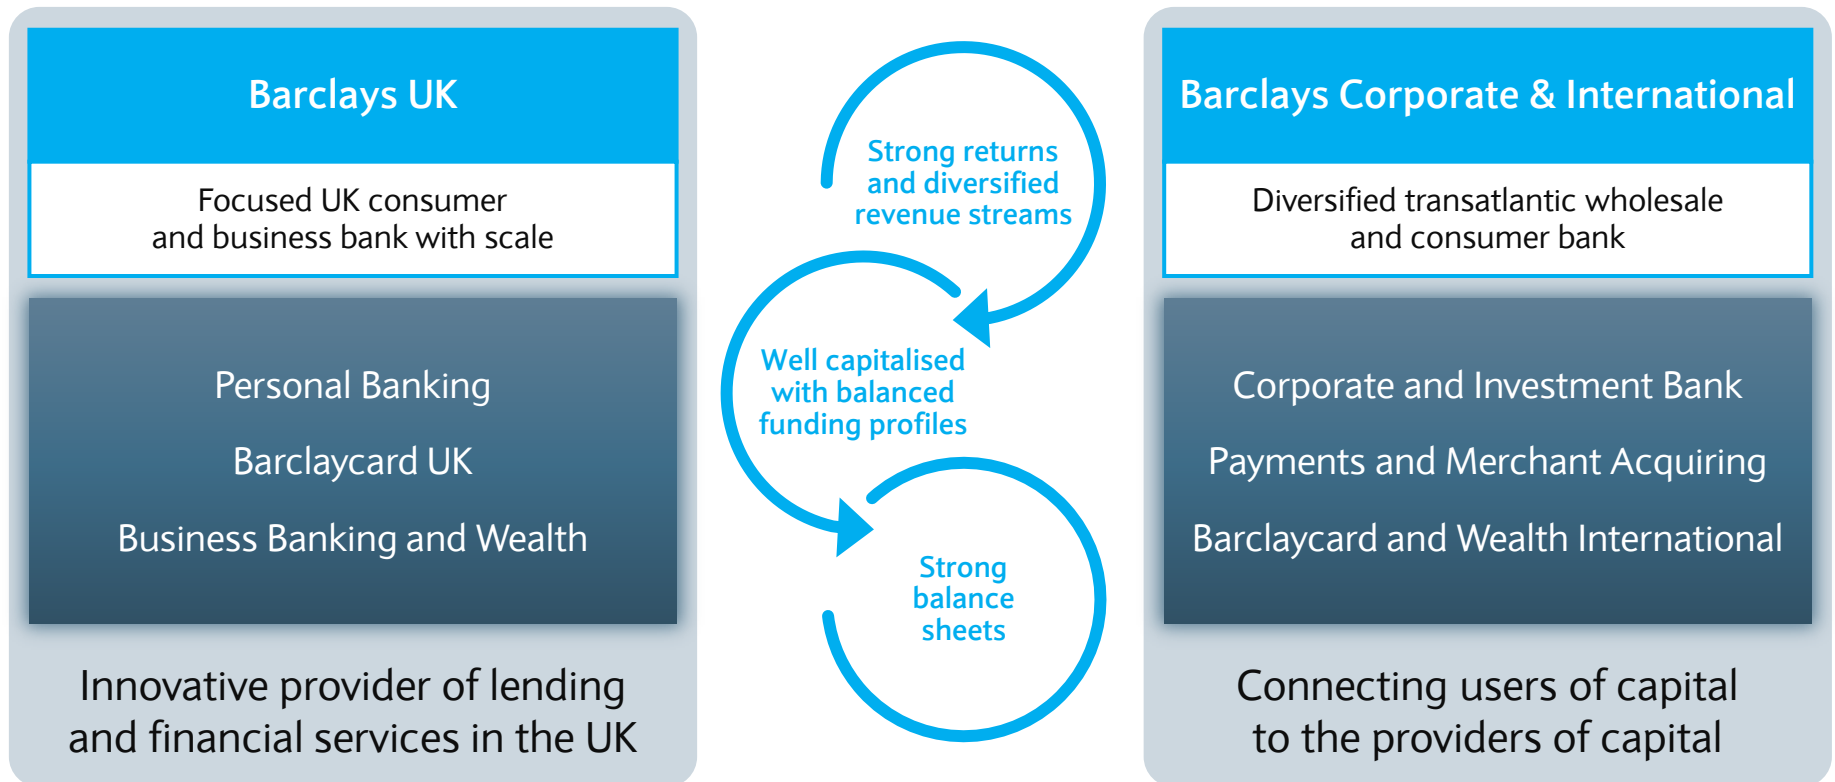 Barclays UK
Focused UK consumer
and business bank with scale
Personal Banking
Barclaycard UK
Business Banking and Wealth
Innovative provider of lending
and financial services in the UK
Strong returns
and diversified
revenue streams
Well capitalised
with balanced
funding profiles
Strong
balance
sheets
Barclays Corporate & International
Diversified transatlantic wholesale
and consumer bank
Corporate and Investment Bank
Payments and Merchant Acquiring
Barclaycard and Wealth International
Connecting users of capital
to the providers of capital